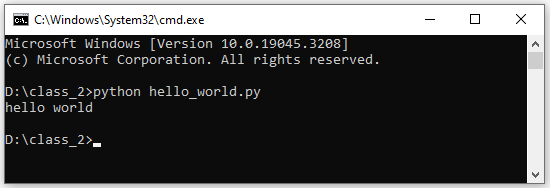 C:\Windows\System32\cmd.exe
Microsoft Windows [Version 10.0.19045.3208]
(c) Microsoft Corporation. All rights reserved.
D:\class_2>python hello_world.py
hello world
D:\class_2>